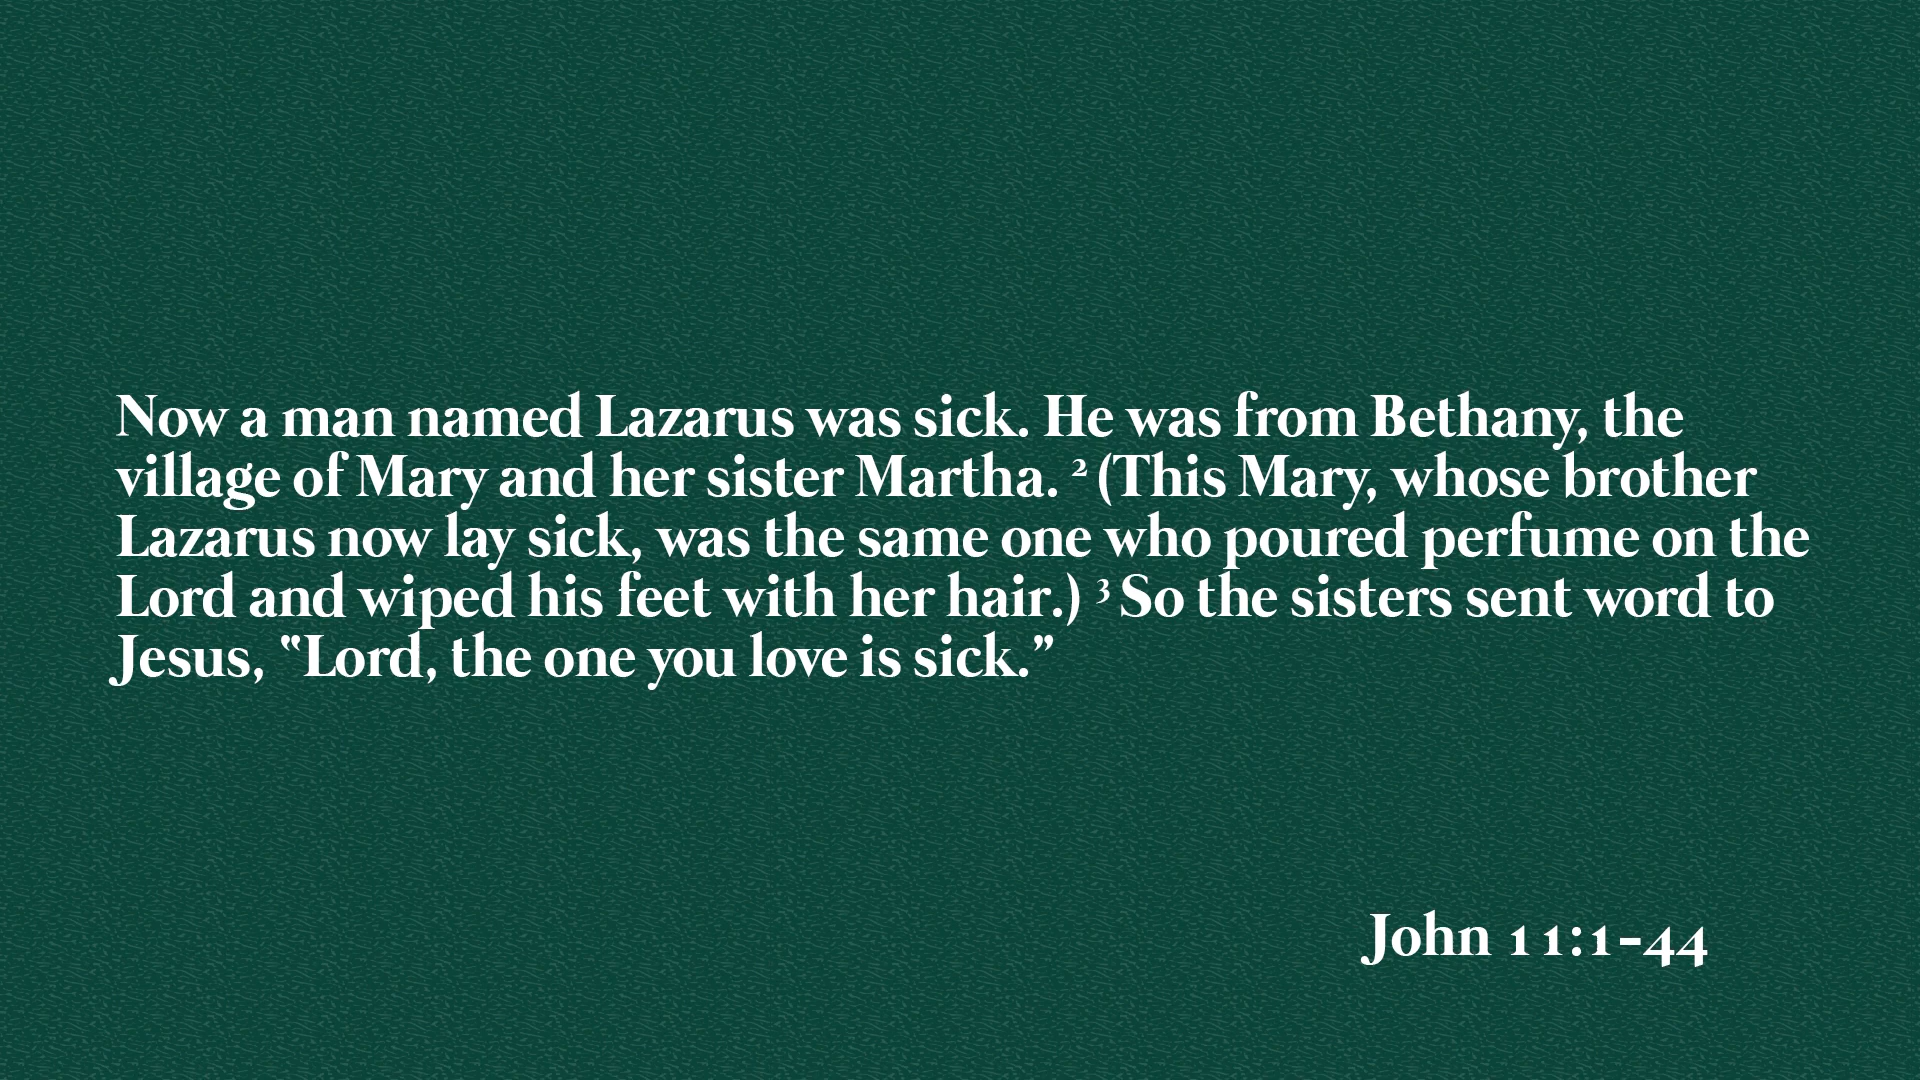 Now a man named Lazarus was sick. He was from Bethany, the
village of Mary and her sister Martha. ² (This Mary, whose brother
Lazarus now lay sick, was the same one who poured perfume on the
Lord and wiped his feet with her hair.) ³ So the sisters sent word to
Jesus, “Lord, the one you love is sick.”
John 11:1-44